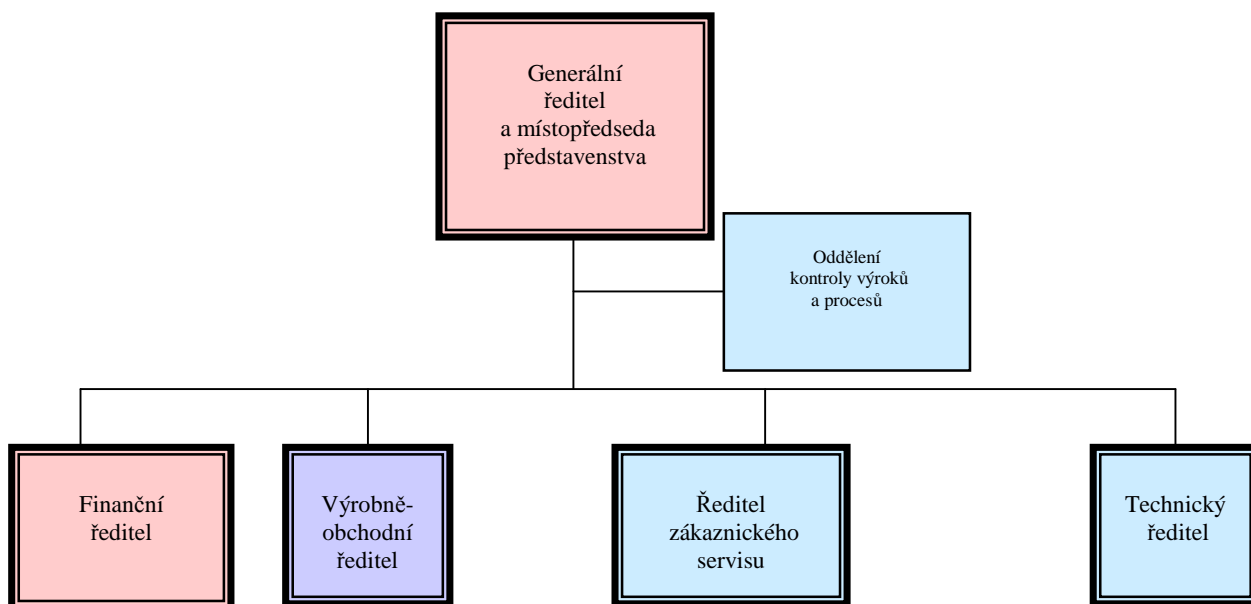 Generální
ředitel
a místopředseda
představenstva
Oddělení
kontroly výroků
a procesů
Finanční
ředitel
Výrobně-
obchodní
ředitel
Ředitel
zákaznického
servisu
Technický
ředitel